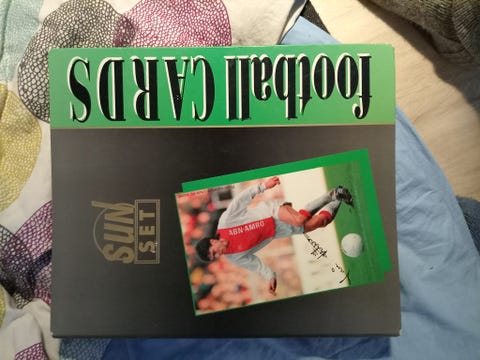 football CARDS
SUN
SET
ABN·AMRO